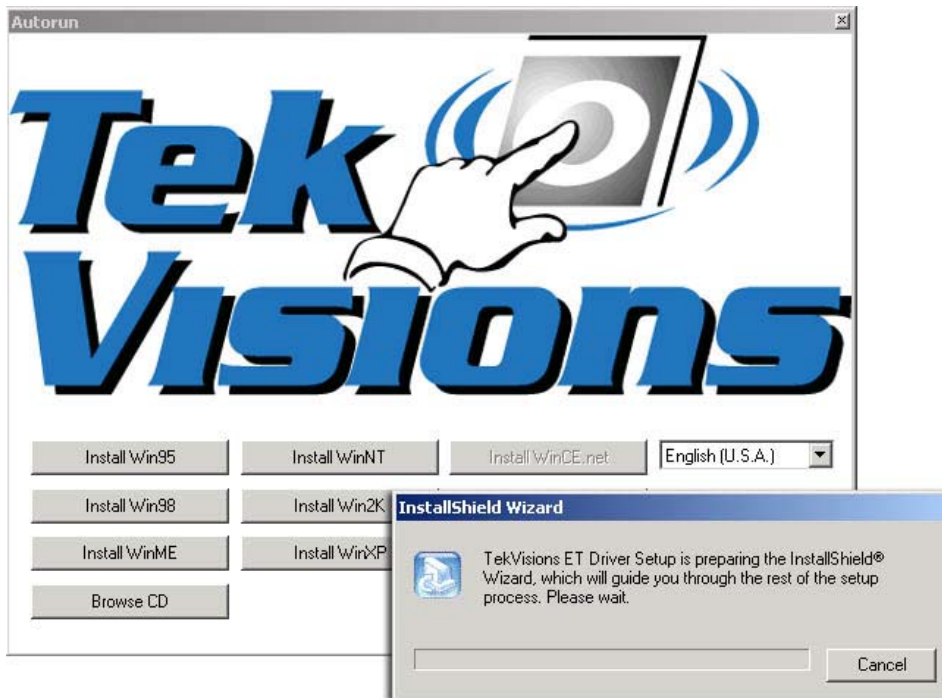 Autorun
Tek
Visions
Install Win95
Install WinNT
Install WinCE.net
English (U.S.A.)
Install Win98
Install Win2K
Install WinME
Install WinXP
Browse CD
InstallShield Wizard
TekVisions ET Driver Setup is preparing the InstallShield®
Wizard, which will guide you through the rest of the setup
process. Please wait.
Cancel